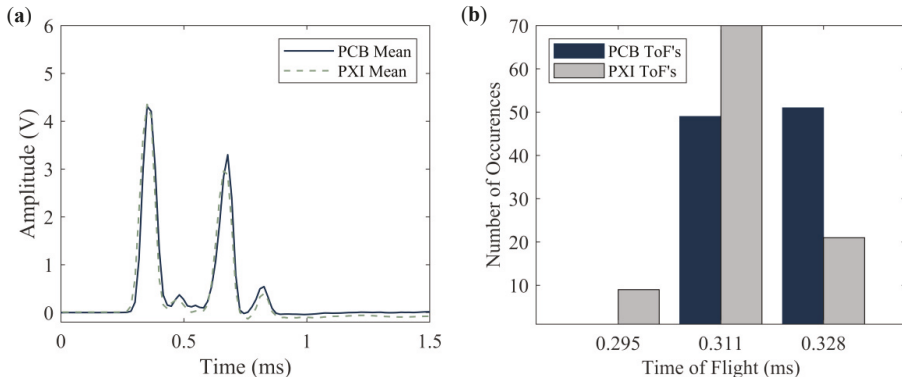 (a)
6
5
4
3
2
1
0
Amplitude (V)
PCB Mean
PXI Mean
0
0.5
1
1.5
Time (ms)
(b)
70
60
50
40
30
20
10
Number of Occurences
PCB ToF's
PXI ToF's
0.295
0.311
0.328
Time of Flight (ms)